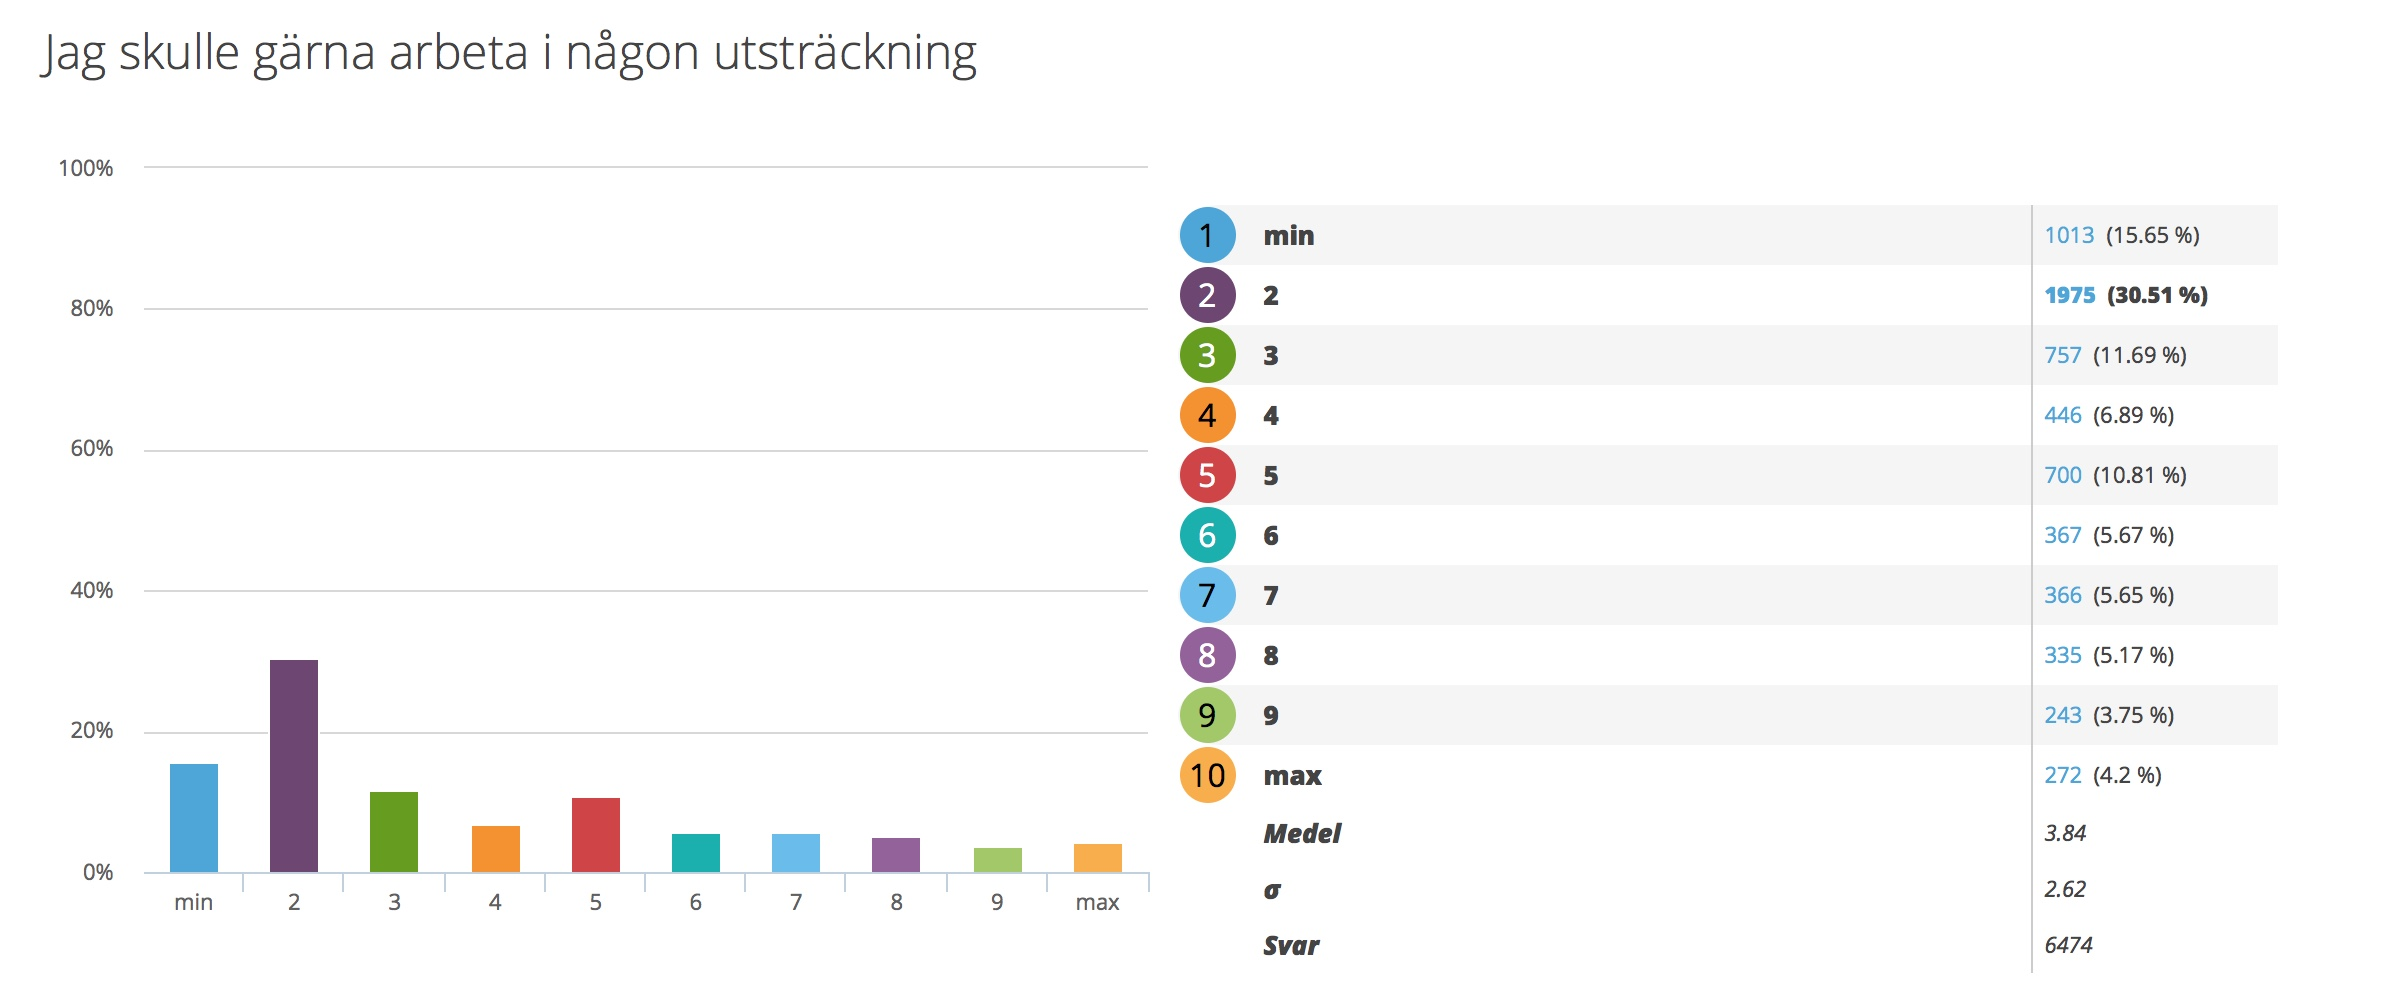 Jag skulle gärna arbeta i någon utsträckning
100%
80%
60%
40%
20%
0%
min 2 3 4 5 6 7 8 9 max
1 min 1013 (15.65 %)
2 2 1975 (30.51 %)
3 3 757 (11.69 %)
4 4 446 (6.89 %)
5 5 700 (10.81 %)
6 6 367 (5.67 %)
7 7 366 (5.65 %)
8 8 335 (5.17 %)
9 9 243 (3.75 %)
10 max 272 (4.2 %)
Medel 3.84
σ 2.62
Svar 6474